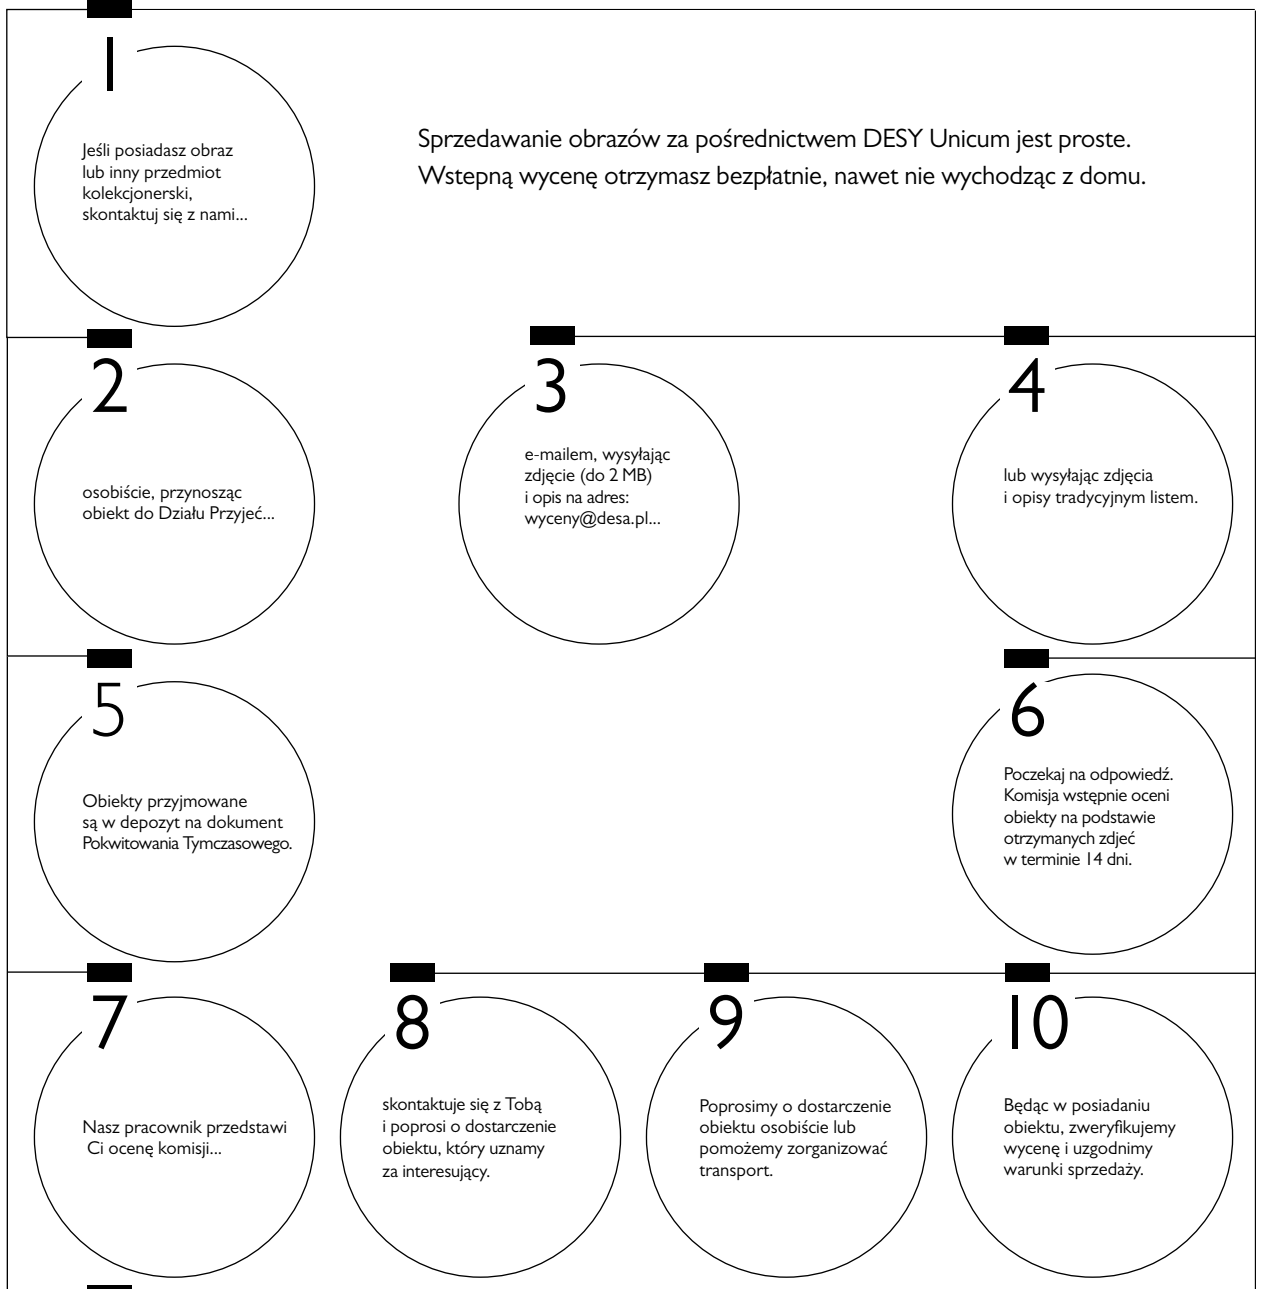 1
Jeśli posiadasz obraz
lub inny przedmiot
kolekcjonerski,
skontaktuj się z nami...
Sprzedawanie obrazów za pośrednictwem DESY Unicum jest proste.
Wstepną wycenę otrzymasz bezpłatnie, nawet nie wychodząc z domu.
2
osobiście, przynosząc
obiekt do Działu Przyjeć...
3
e-mailem, wysyłając
zdjęcie (do 2 MB)
i opis na adres:
wyceny@desa.pl...
4
lub wysyłając zdjęcia
i opisy tradycyjnym listem.
5
Obiekty przyjmowane
są w depozyt na dokument
Pokwitowania Tymczasowego.
6
Poczekaj na odpowiedź.
Komisja wstępnie oceni
obiekty na podstawie
otrzymanych zdjeć
w terminie 14 dni.
7
Nasz pracownik przedstawi
Ci ocenę komisji...
8
skontaktuje się z Tobą
i poprosi o dostarczenie
obiektu, który uznamy
za interesujący.
9
Poprosimy o dostarczenie
obiektu osobiście lub
pomożemy zorganizować
transport.
10
Będąc w posiadaniu
obiektu, zweryfikujemy
wycenę i uzgodnimy
warunki sprzedaży.